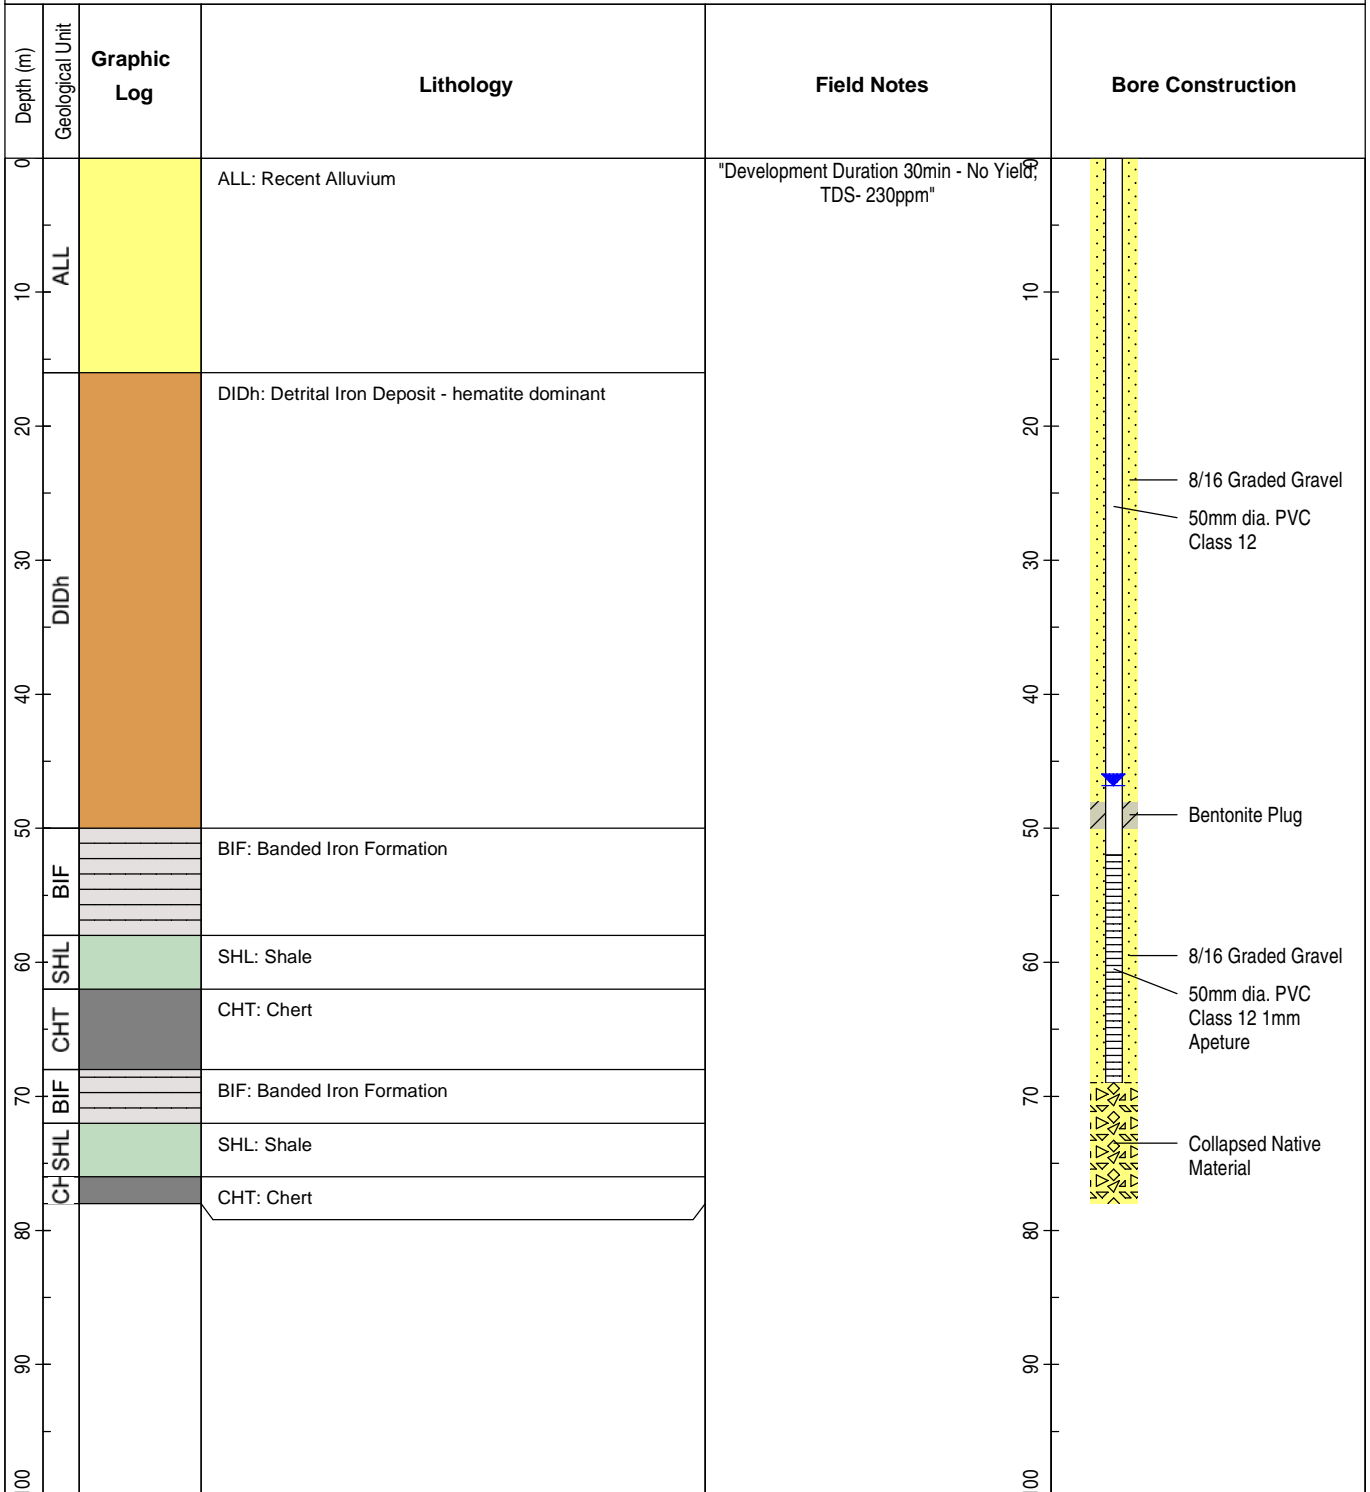 Depth (m)
Geological Unit
Graphic
Log
Lithology
Field Notes
Bore Construction
0
10
20
30
40
50
60
70
80
90
ALL
DIDh
BIF
SHL
CHT
BIF
SHL
CH
ALL: Recent Alluvium
DIDh: Detrital Iron Deposit - hematite dominant
BIF: Banded Iron Formation
SHL: Shale
CHT: Chert
BIF: Banded Iron Formation
SHL: Shale
CHT: Chert
"Development Duration 30min - No Yield;
TDS- 230ppm"
0
10
20
30
40
50
60
70
80
90
8/16 Graded Gravel
50mm dia. PVC
Class 12
Bentonite Plug
8/16 Graded Gravel
50mm dia. PVC
Class 12 1mm
Apeture
Collapsed Native
Material